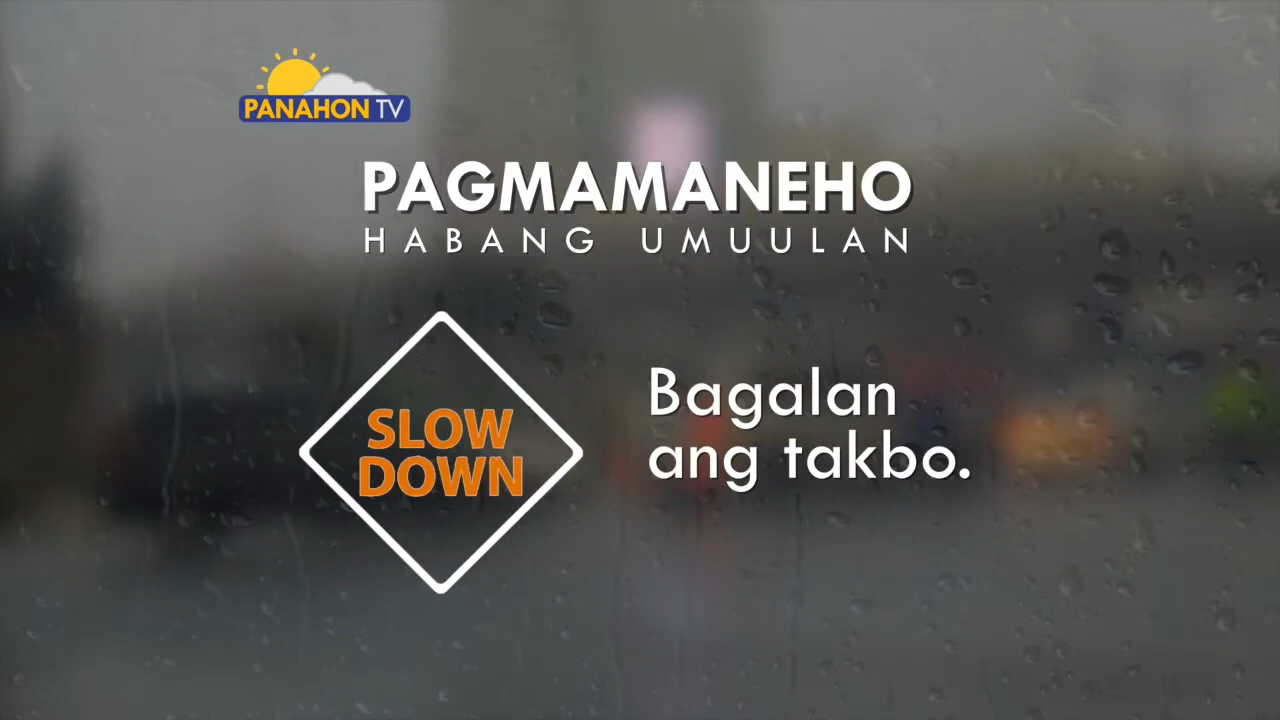 PANAHON TV
PAGMAMANEHO
HABANG UMUULAN
SLOW
DOWN
Bagalan
ang takbo.